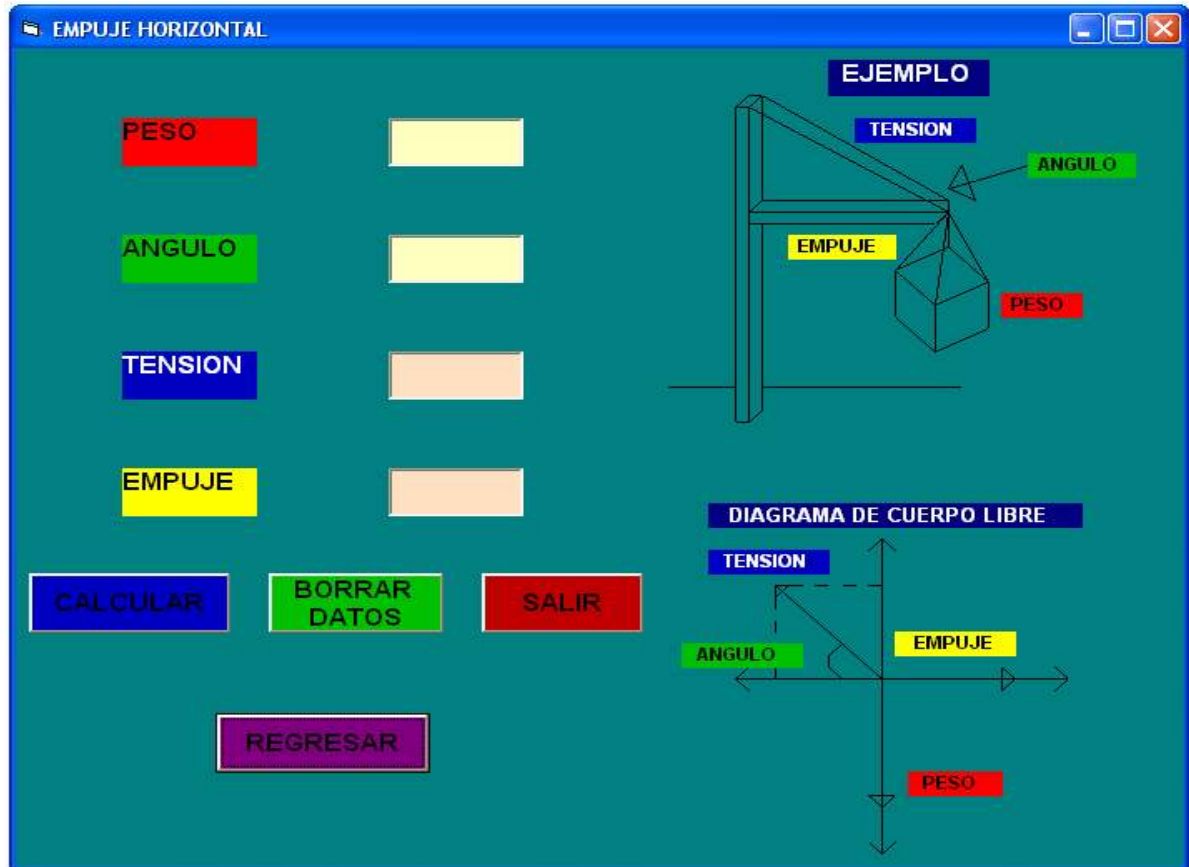 EMPUJE HORIZONTAL
PESO
ANGULO
TENSION
EMPUJE
CALCULAR
BORRAR
DATOS
SALIR
REGRESAR
EJEMPLO
TENSION
ANGULO
EMPUJE
PESO
DIAGRAMA DE CUERPO LIBRE
TENSION
EMPUJE
ANGULO
PESO